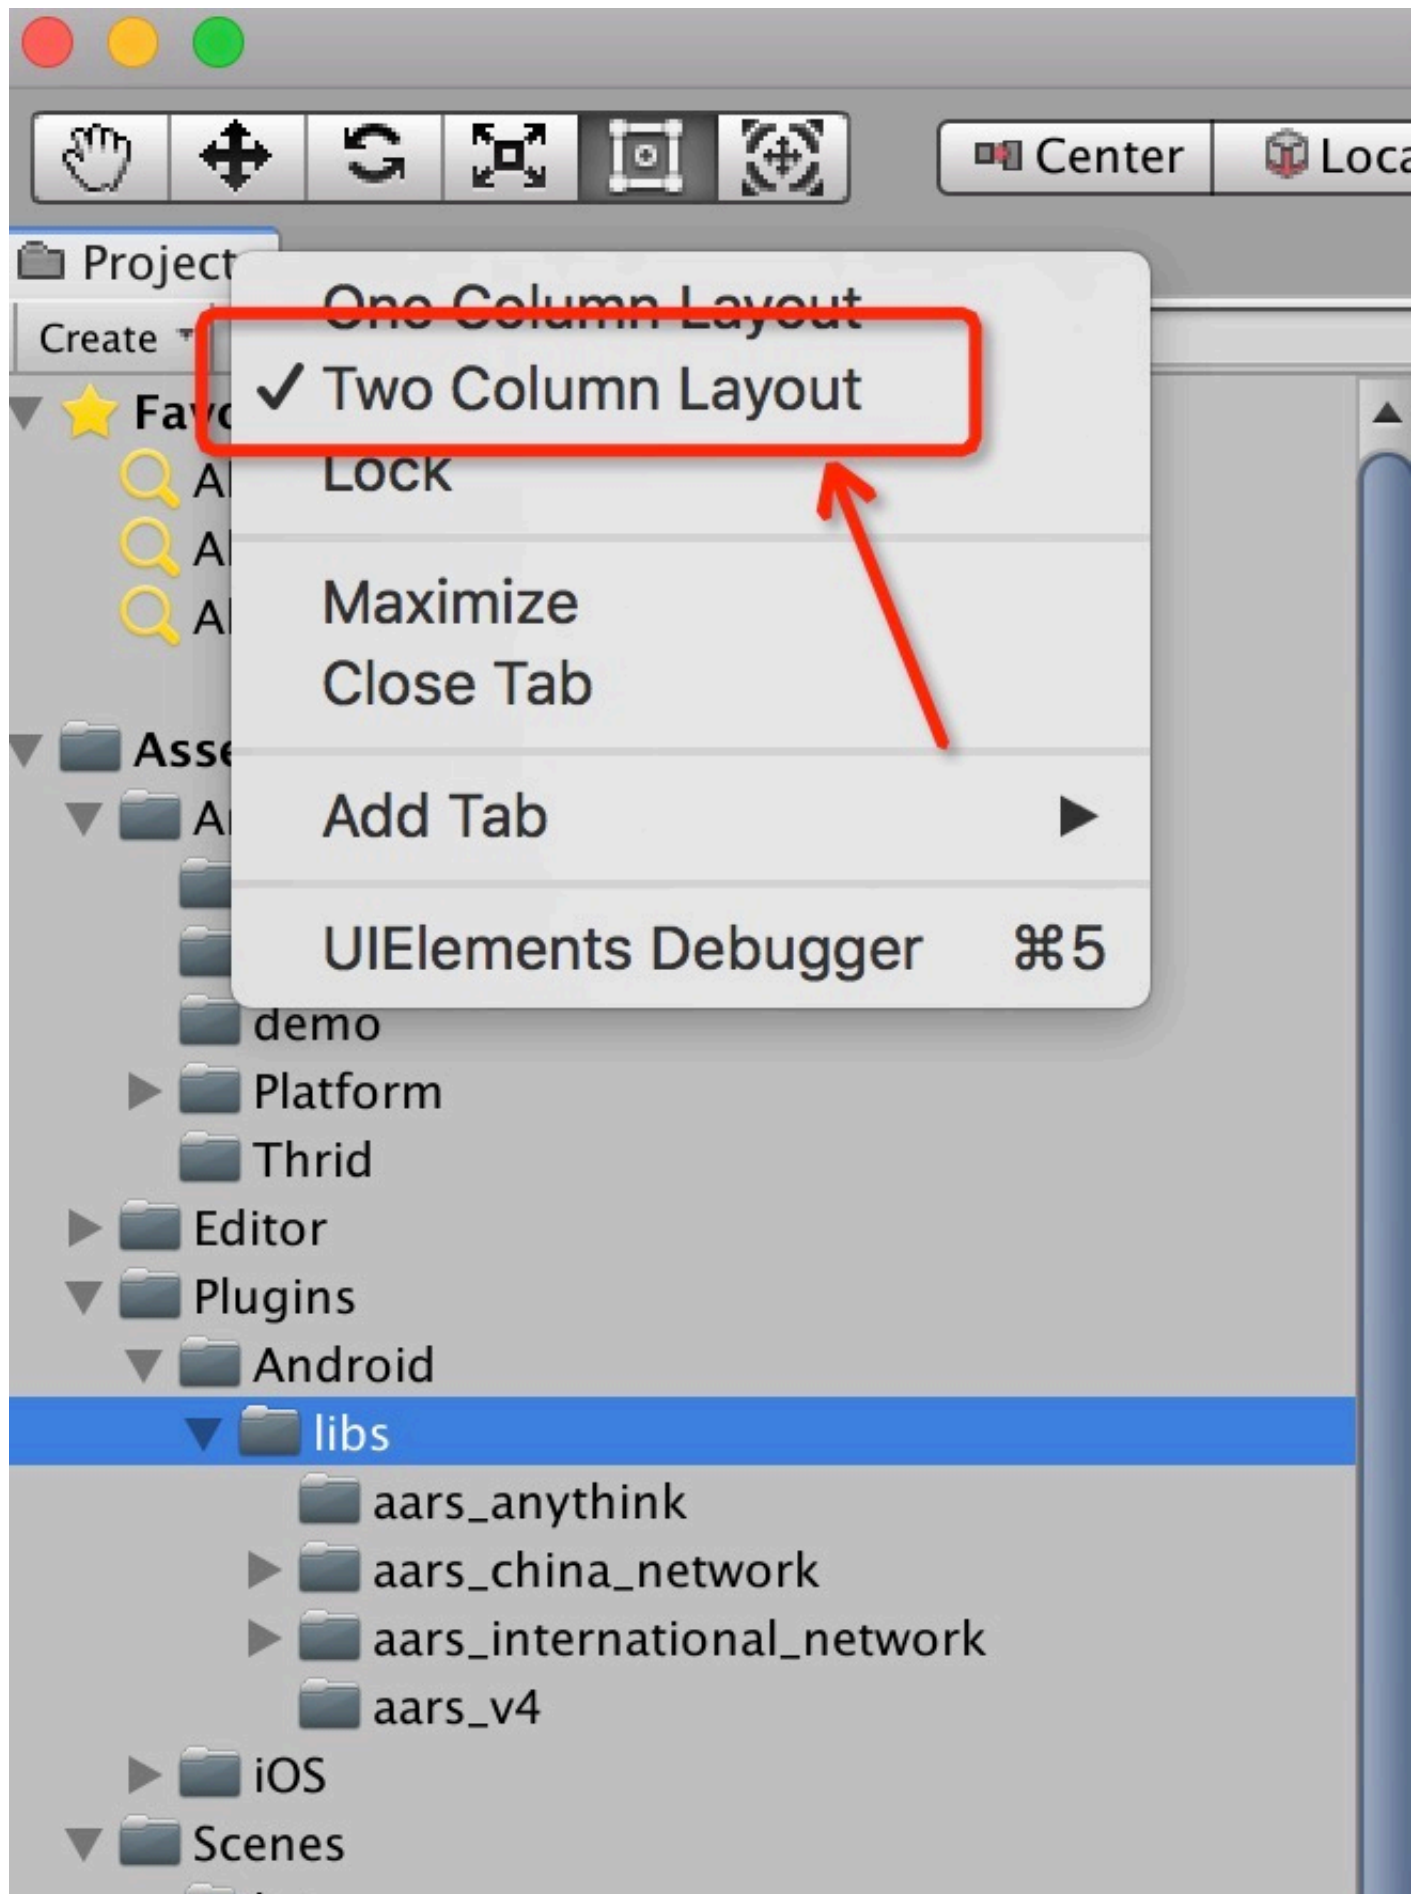 Center
Project
One Column Layout
Create
Two Column Layout
Lock
Maximize
Close Tab
Add Tab
UIElements Debugger ⌘5
demo
Platform
Thrid
Editor
Plugins
Android
libs
aars_anythink
aars_china_network
aars_international_network
aars_v4
iOS
Scenes